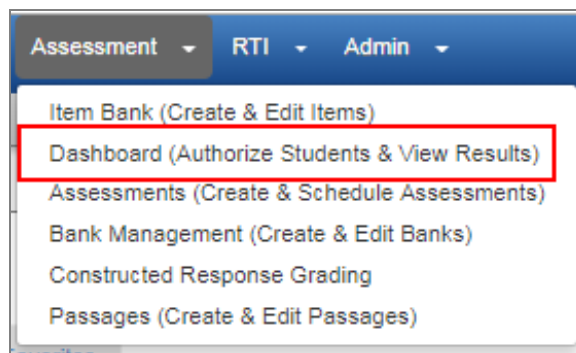 Assessment RTI Admin
Item Bank (Create & Edit Items)
Dashboard (Authorize Students & View Results)
Assessments (Create & Schedule Assessments)
Bank Management (Create & Edit Banks)
Constructed Response Grading
Passages (Create & Edit Passages)